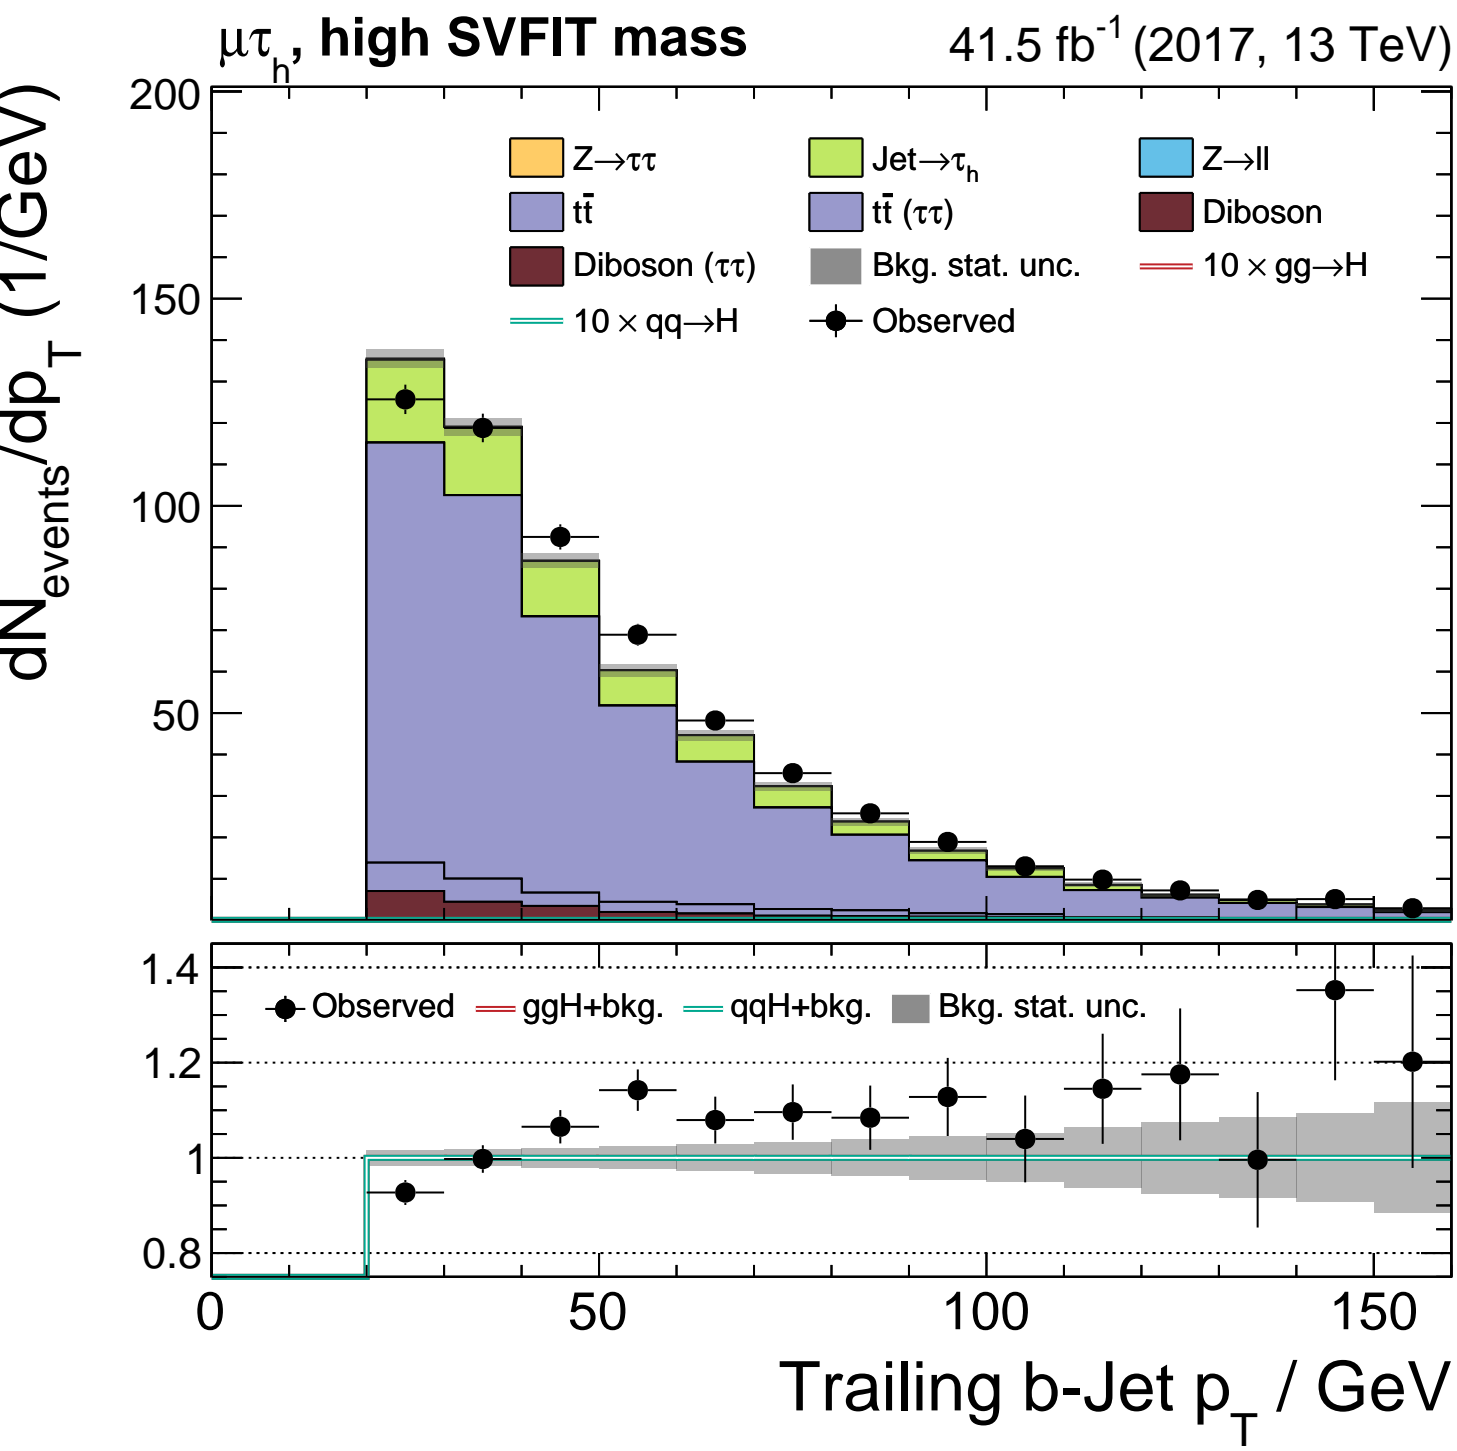 μτh, high SVFIT mass 41.5 fb-1 (2017, 13 TeV)
dNevents/dpT (1/GeV)
200
150
100
50
Z→ττ Jet→τh Z→ll
tt̄ tt̄ (ττ) Diboson
Diboson (ττ) Bkg. stat. unc. 10 × gg→H
10 × qq→H Observed
1.4
1.2
1
0.8
Observed ggH+bkg. qqH+bkg. Bkg. stat. unc.
0 50 100 150
Trailing b-Jet pT / GeV